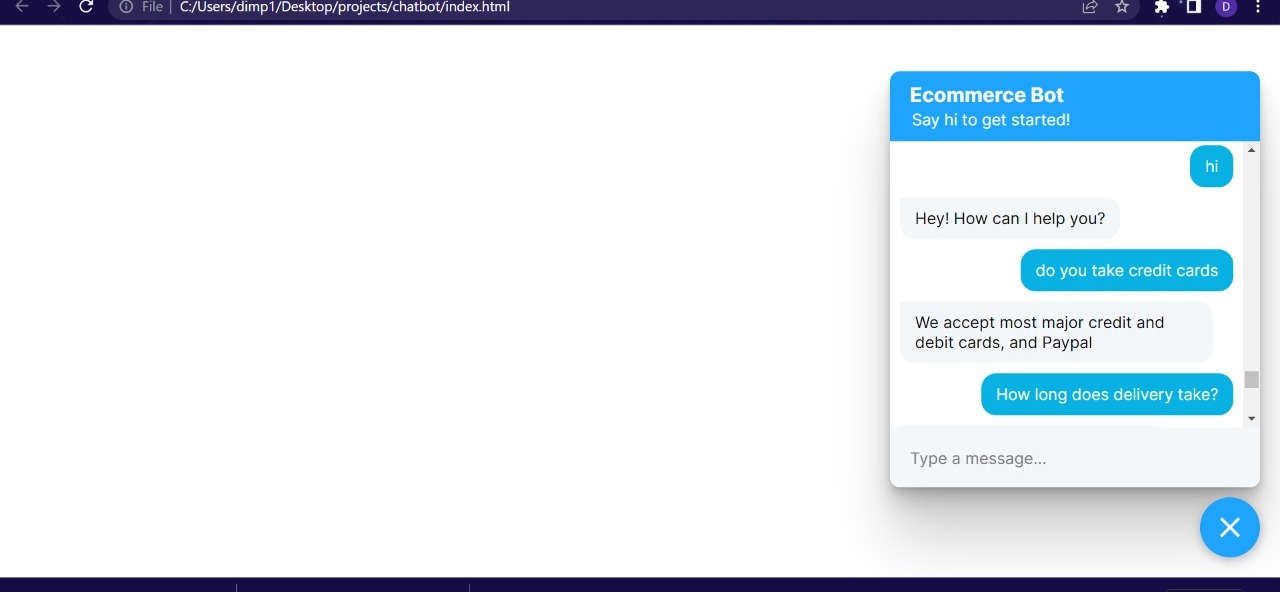 File | C:/Users/dimp1/Desktop/projects/chatbot/index.html
D
Ecommerce Bot
Say hi to get started!
hi
Hey! How can I help you?
do you take credit cards
We accept most major credit and
debit cards, and Paypal
How long does delivery take?
Type a message...